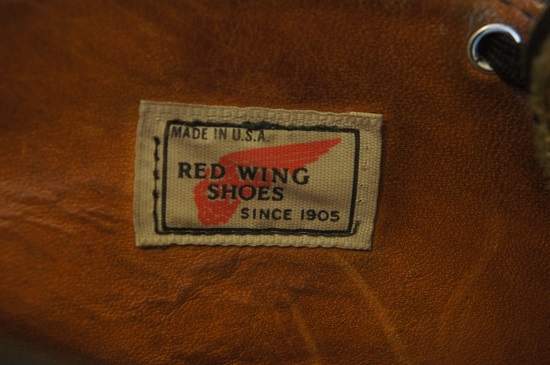 MADE IN U.S.A.
RED WING
SHOES
SINCE 1905